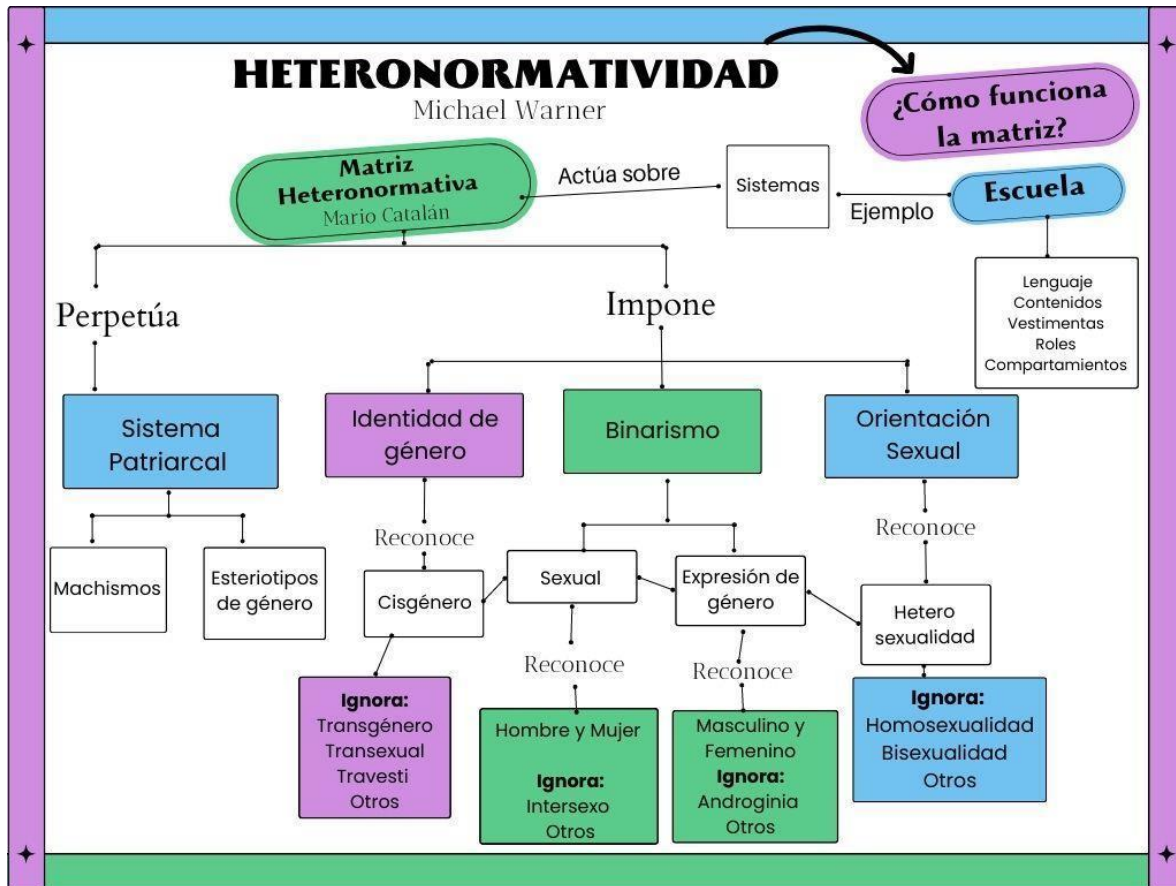 HETERONORMATIVIDAD
Michael Warner
¿Cómo funciona
la matriz?
Matriz
Heteronormativa
Mario Catalán
Actúa sobre
Sistemas
Ejemplo
Escuela
Lenguaje
Contenidos
Vestimentas
Roles
Compartamientos
Perpetúa
Impone
Sistema
Patriarcal
Identidad de
género
Binarismo
Orientación
Sexual
Machismos
Esteriotipos
de género
Reconoce
Cisgénero
Sexual
Expresión de
género
Reconoce
Hetero
sexualidad
Reconoce
Reconoce
Ignora:
Transgénero
Transexual
Travesti
Otros
Hombre y Mujer
Ignora:
Intersexo
Otros
Masculino y
Femenino
Ignora:
Androginia
Otros
Ignora:
Homosexualidad
Bisexualidad
Otros